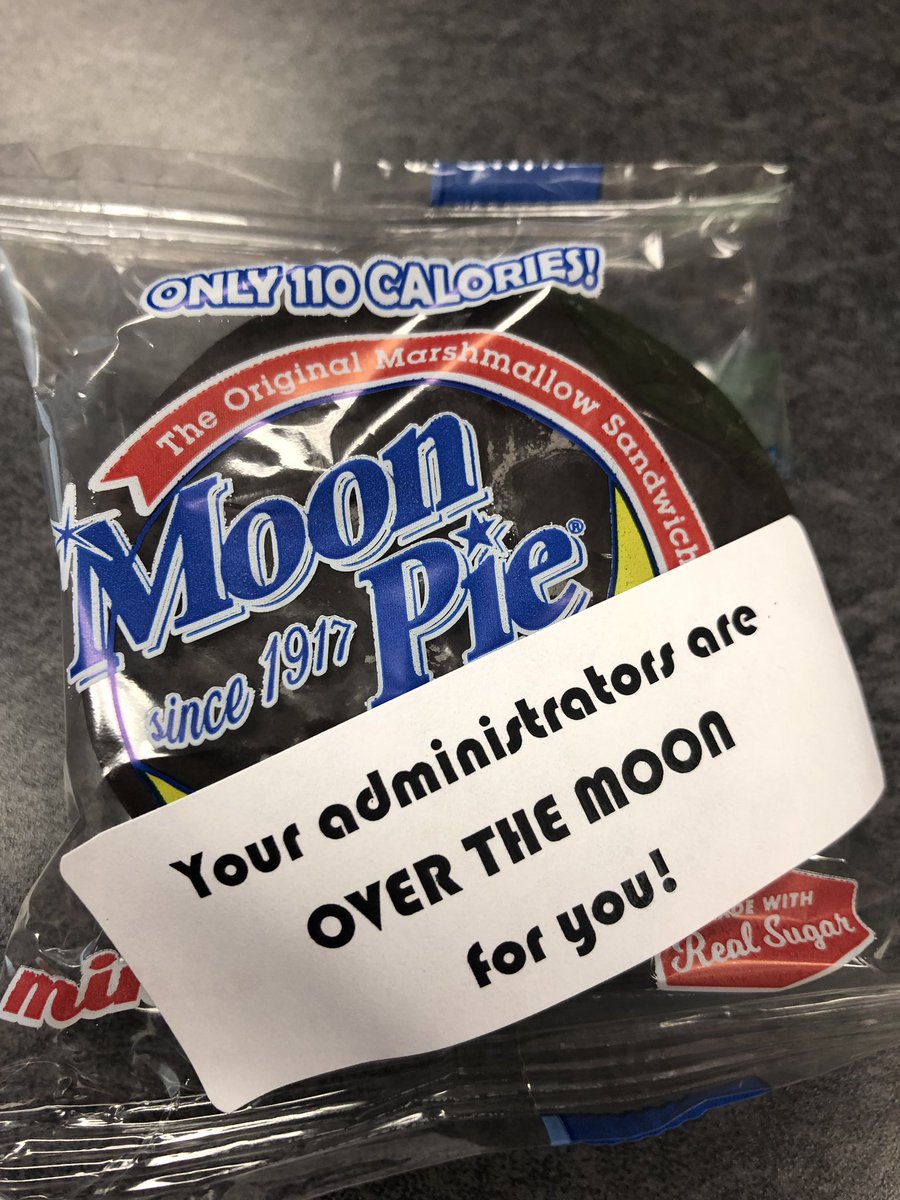 ONLY 110 CALORIES!
The Original Marshmallow Sandwich
Moon
Pie®
since 1917
Your administrators are
OVER THE MOON
for you!
WITH
Real Sugar